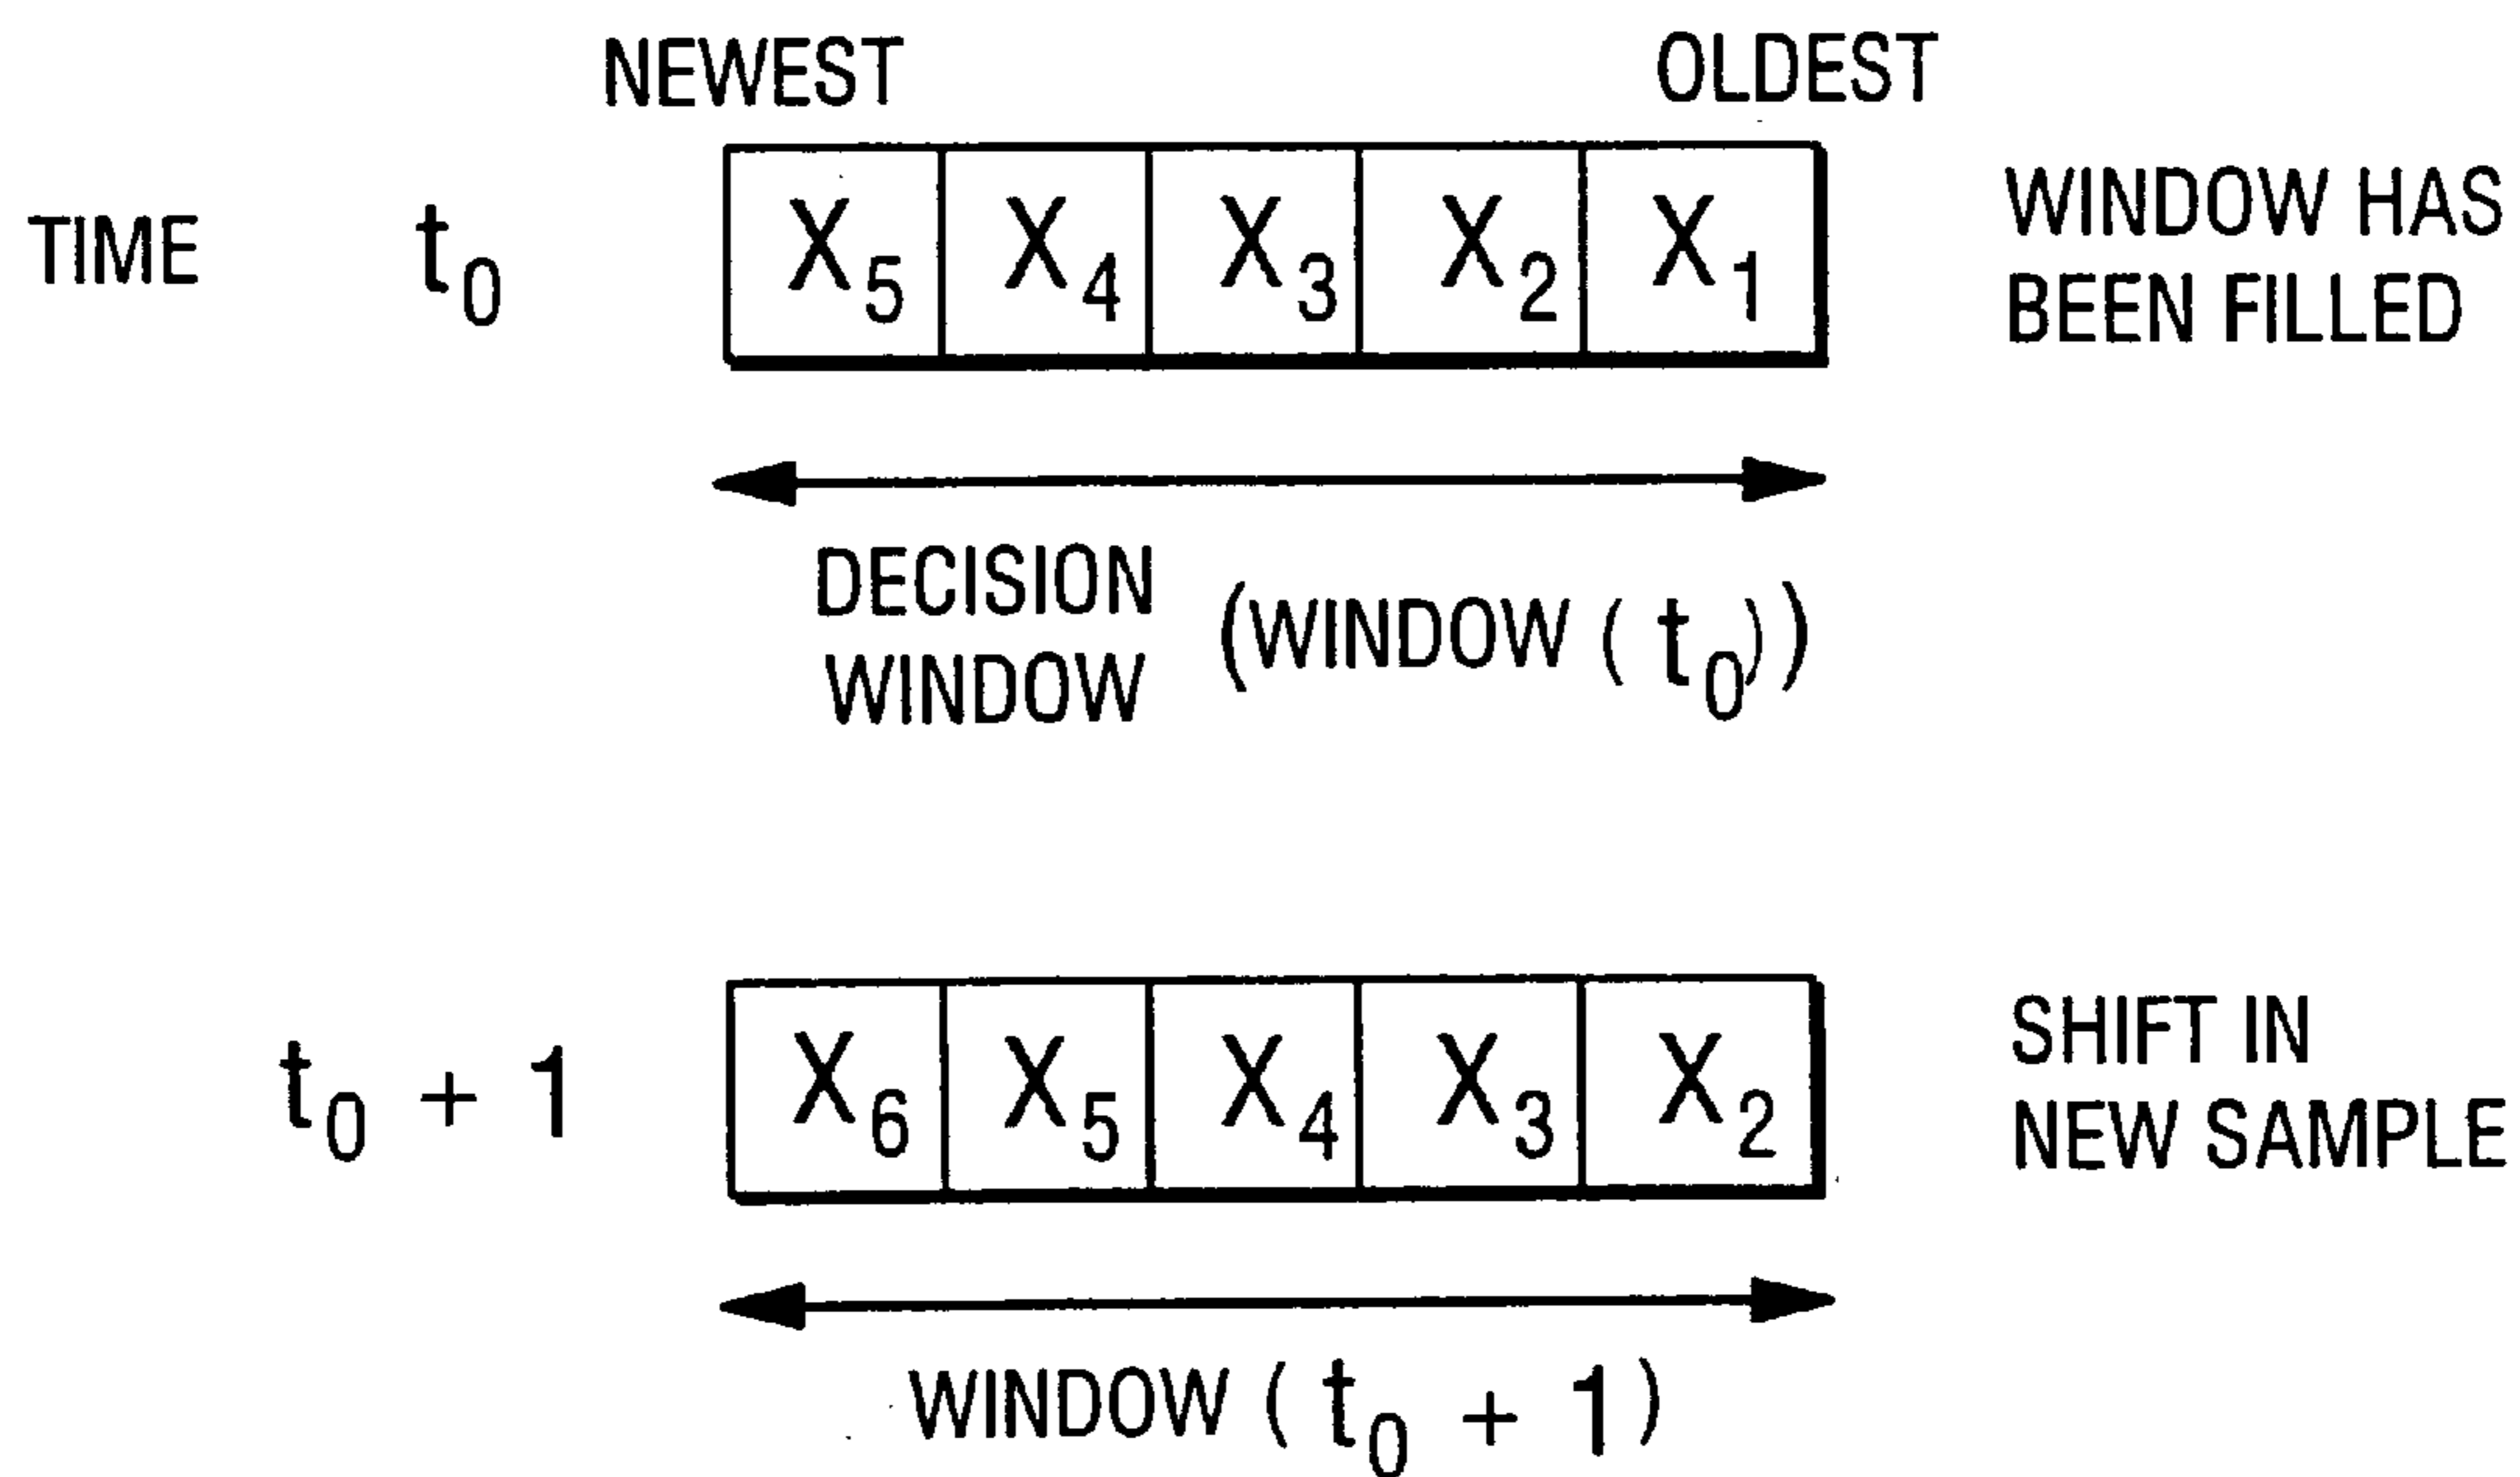 NEWEST OLDEST
TIME t₀ X₅ X₄ X₃ X₂ X₁ WINDOW HAS
BEEN FILLED
DECISION
WINDOW (WINDOW ( t₀ ))
t₀ + 1 X₆ X₅ X₄ X₃ X₂ SHIFT IN
NEW SAMPLE
WINDOW ( t₀ + 1 )